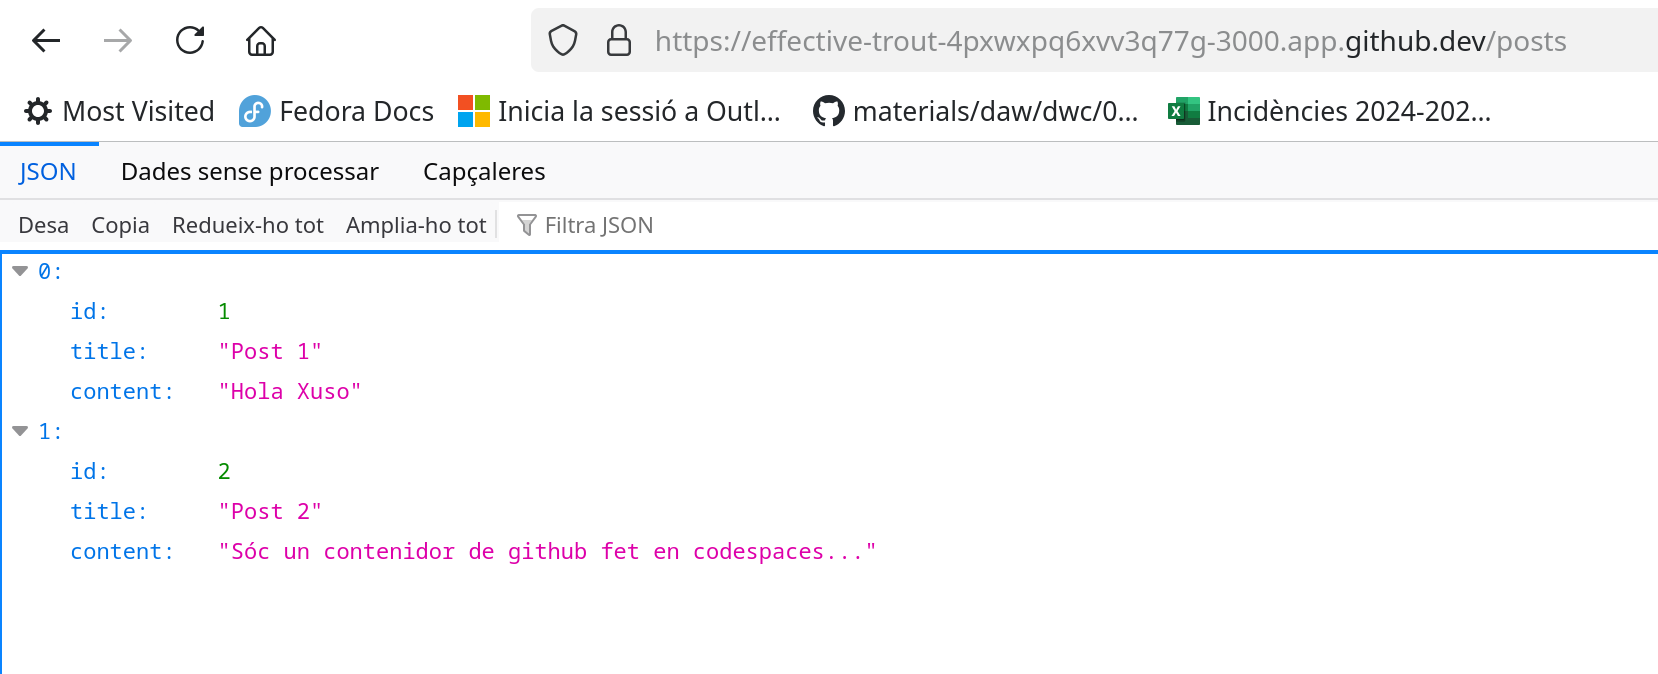 https://effective-trout-4pxwxpq6xvv3q77g-3000.app.github.dev/posts
Most Visited Fedora Docs Inicia la sessió a Outl... materials/daw/dwc/0... Incidències 2024-202...
JSON Dades sense processar Capçaleres
Desa Copia Redueix-ho tot Amplia-ho tot Filtra JSON
0:
id: 1
title: "Post 1"
content: "Hola Xuso"
1:
id: 2
title: "Post 2"
content: "Sóc un contenidor de github fet en codespaces..."